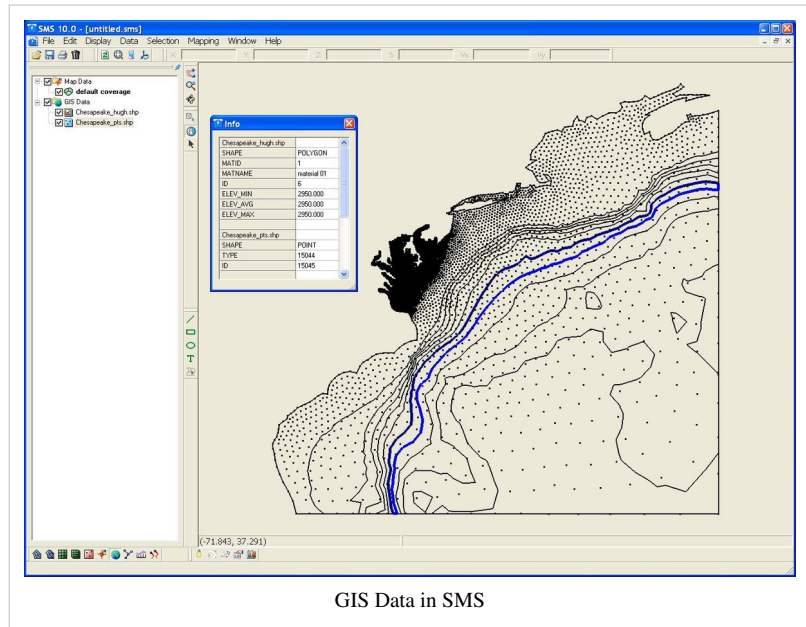 SMS 10.0 - [untitled.sms]
File Edit Display Data Selection Mapping Window Help
X: Y: Z: S: Vx: Vy:
Map Data
default coverage
GIS Data
Chesapeake_hugh.shp
Chesapeake_pts.shp
Info
Chesapeake_hugh.shp
SHAPE POLYGON
MATID 1
MATNAME material 01
ID 6
ELEV_MIN 2950.000
ELEV_AVG 2950.000
ELEV_MAX 2950.000
Chesapeake_pts.shp
SHAPE POINT
TYPE 15044
ID 15045
T
(-71.843, 37.291)
GIS Data in SMS